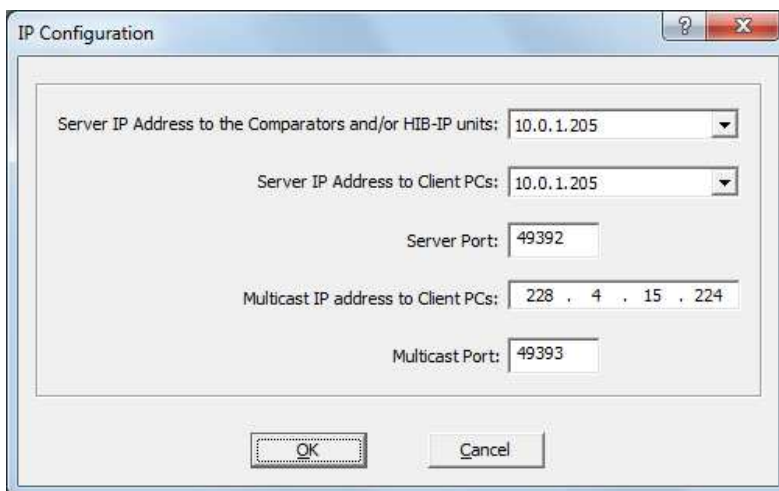 IP Configuration
Server IP Address to the Comparators and/or HIB-IP units: 10.0.1.205
Server IP Address to Client PCs: 10.0.1.205
Server Port: 49392
Multicast IP address to Client PCs: 228 . 4 . 15 . 224
Multicast Port: 49393
OK Cancel